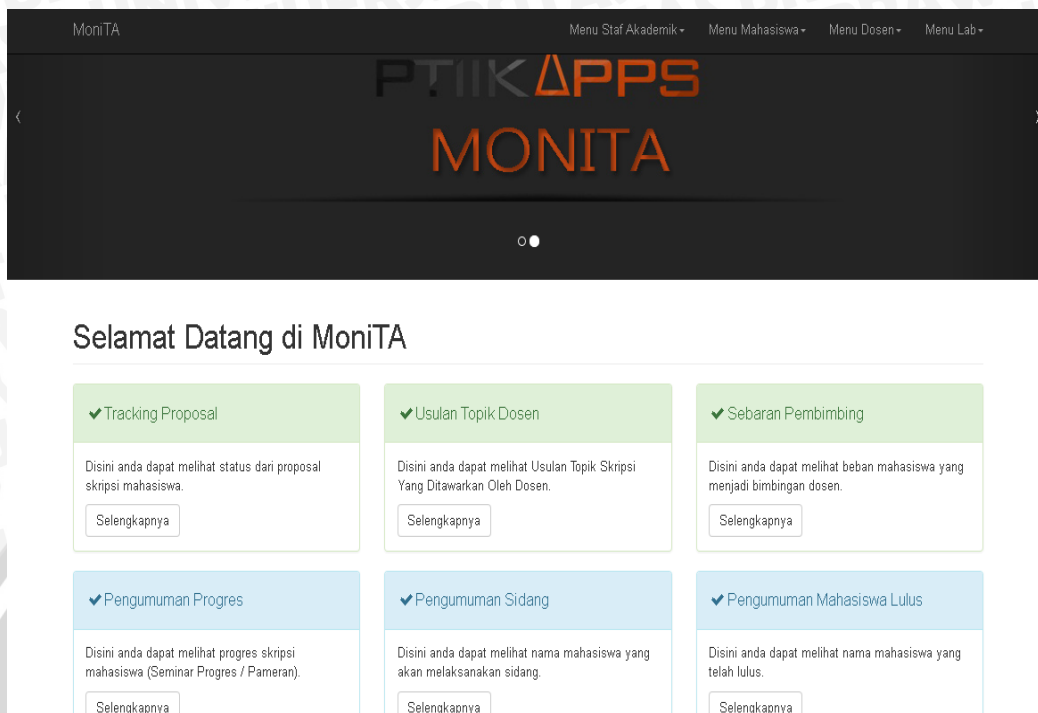 MoniTA Menu Staf Akademik Menu Mahasiswa Menu Dosen Menu Lab
PTIIK APPS
MONITA
Selamat Datang di MoniTA
Tracking Proposal
Disini anda dapat melihat status dari proposal
skripsi mahasiswa.
Selengkapnya
Usulan Topik Dosen
Disini anda dapat melihat Usulan Topik Skripsi
Yang Ditawarkan Oleh Dosen.
Selengkapnya
Sebaran Pembimbing
Disini anda dapat melihat beban mahasiswa yang
menjadi bimbingan dosen.
Selengkapnya
Pengumuman Progres
Disini anda dapat melihat progres skripsi
mahasiswa (Seminar Progres / Pameran).
Selengkapnya
Pengumuman Sidang
Disini anda dapat melihat nama mahasiswa yang
akan melaksanakan sidang.
Selengkapnya
Pengumuman Mahasiswa Lulus
Disini anda dapat melihat nama mahasiswa yang
telah lulus.
Selengkapnya